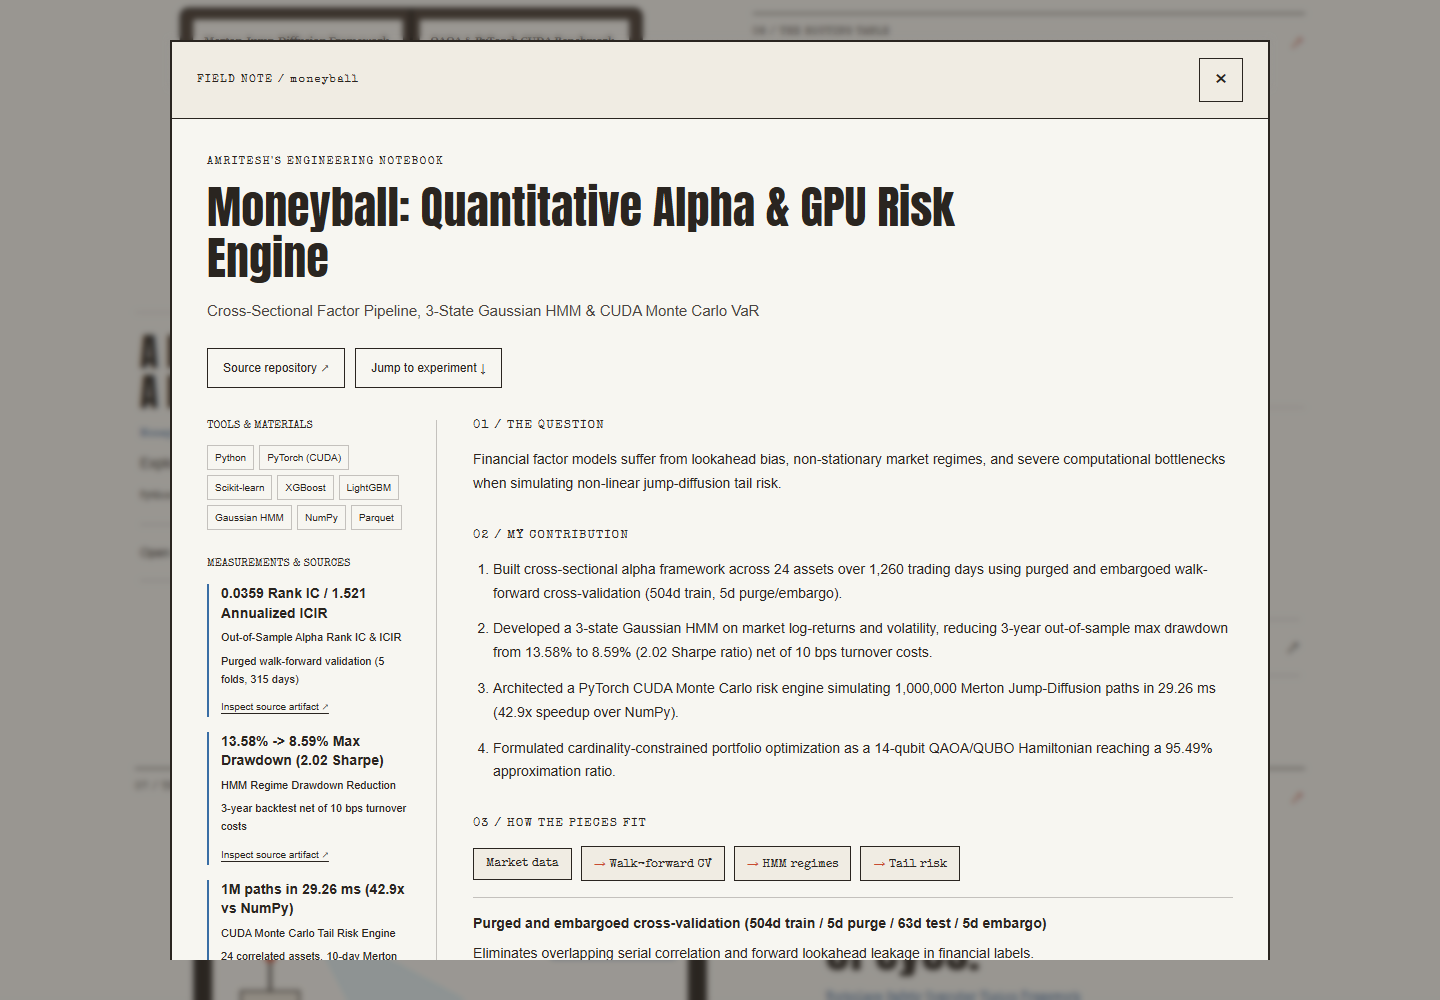 FIELD NOTE / moneyball
×
AMRITESH'S ENGINEERING NOTEBOOK
Moneyball: Quantitative Alpha & GPU Risk
Engine
Cross-Sectional Factor Pipeline, 3-State Gaussian HMM & CUDA Monte Carlo VaR
Source repository ↗
Jump to experiment ↓
TOOLS & MATERIALS
Python
PyTorch (CUDA)
Scikit-learn
XGBoost
LightGBM
Gaussian HMM
NumPy
Parquet
MEASUREMENTS & SOURCES
0.0359 Rank IC / 1.521
Annualized ICIR
Out-of-Sample Alpha Rank IC & ICIR
Purged walk-forward validation (5
folds, 315 days)
Inspect source artifact ↗
13.58% -> 8.59% Max
Drawdown (2.02 Sharpe)
HMM Regime Drawdown Reduction
3-year backtest net of 10 bps turnover
costs
Inspect source artifact ↗
1M paths in 29.26 ms (42.9x
vs NumPy)
CUDA Monte Carlo Tail Risk Engine
24 correlated assets, 10-day Merton
01 / THE QUESTION
Financial factor models suffer from lookahead bias, non-stationary market regimes, and severe computational bottlenecks
when simulating non-linear jump-diffusion tail risk.
02 / MY CONTRIBUTION
1. Built cross-sectional alpha framework across 24 assets over 1,260 trading days using purged and embargoed walk-
forward cross-validation (504d train, 5d purge/embargo).
2. Developed a 3-state Gaussian HMM on market log-returns and volatility, reducing 3-year out-of-sample max drawdown
from 13.58% to 8.59% (2.02 Sharpe ratio) net of 10 bps turnover costs.
3. Architected a PyTorch CUDA Monte Carlo risk engine simulating 1,000,000 Merton Jump-Diffusion paths in 29.26 ms
(42.9x speedup over NumPy).
4. Formulated cardinality-constrained portfolio optimization as a 14-qubit QAOA/QUBO Hamiltonian reaching a 95.49%
approximation ratio.
03 / HOW THE PIECES FIT
Market data
→ Walk-forward CV
→ HMM regimes
→ Tail risk
Purged and embargoed cross-validation (504d train / 5d purge / 63d test / 5d embargo)
Eliminates overlapping serial correlation and forward lookahead leakage in financial labels.